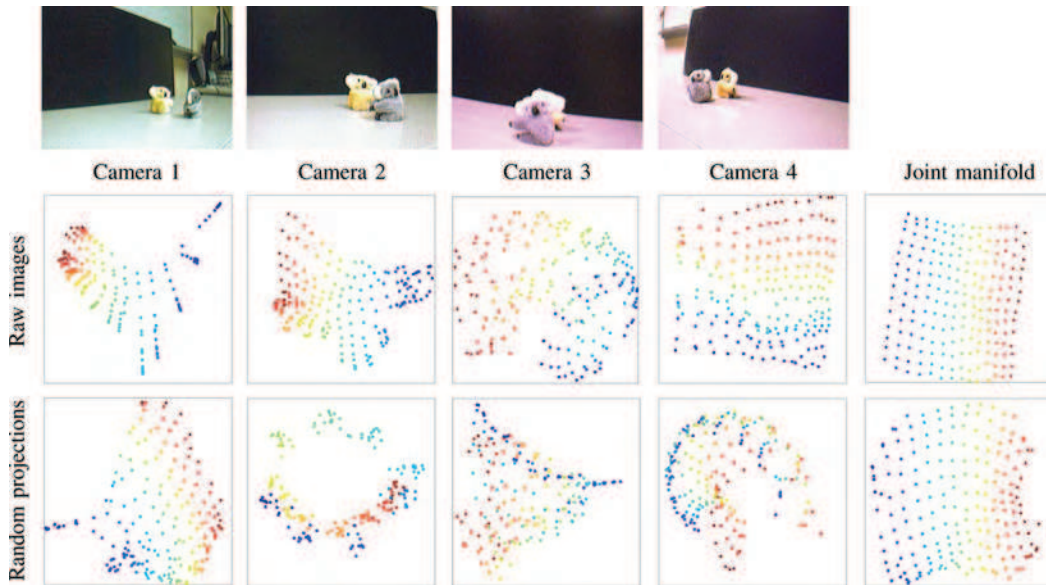 Camera 1
Camera 2
Camera 3
Camera 4
Joint manifold
Raw images
Random projections